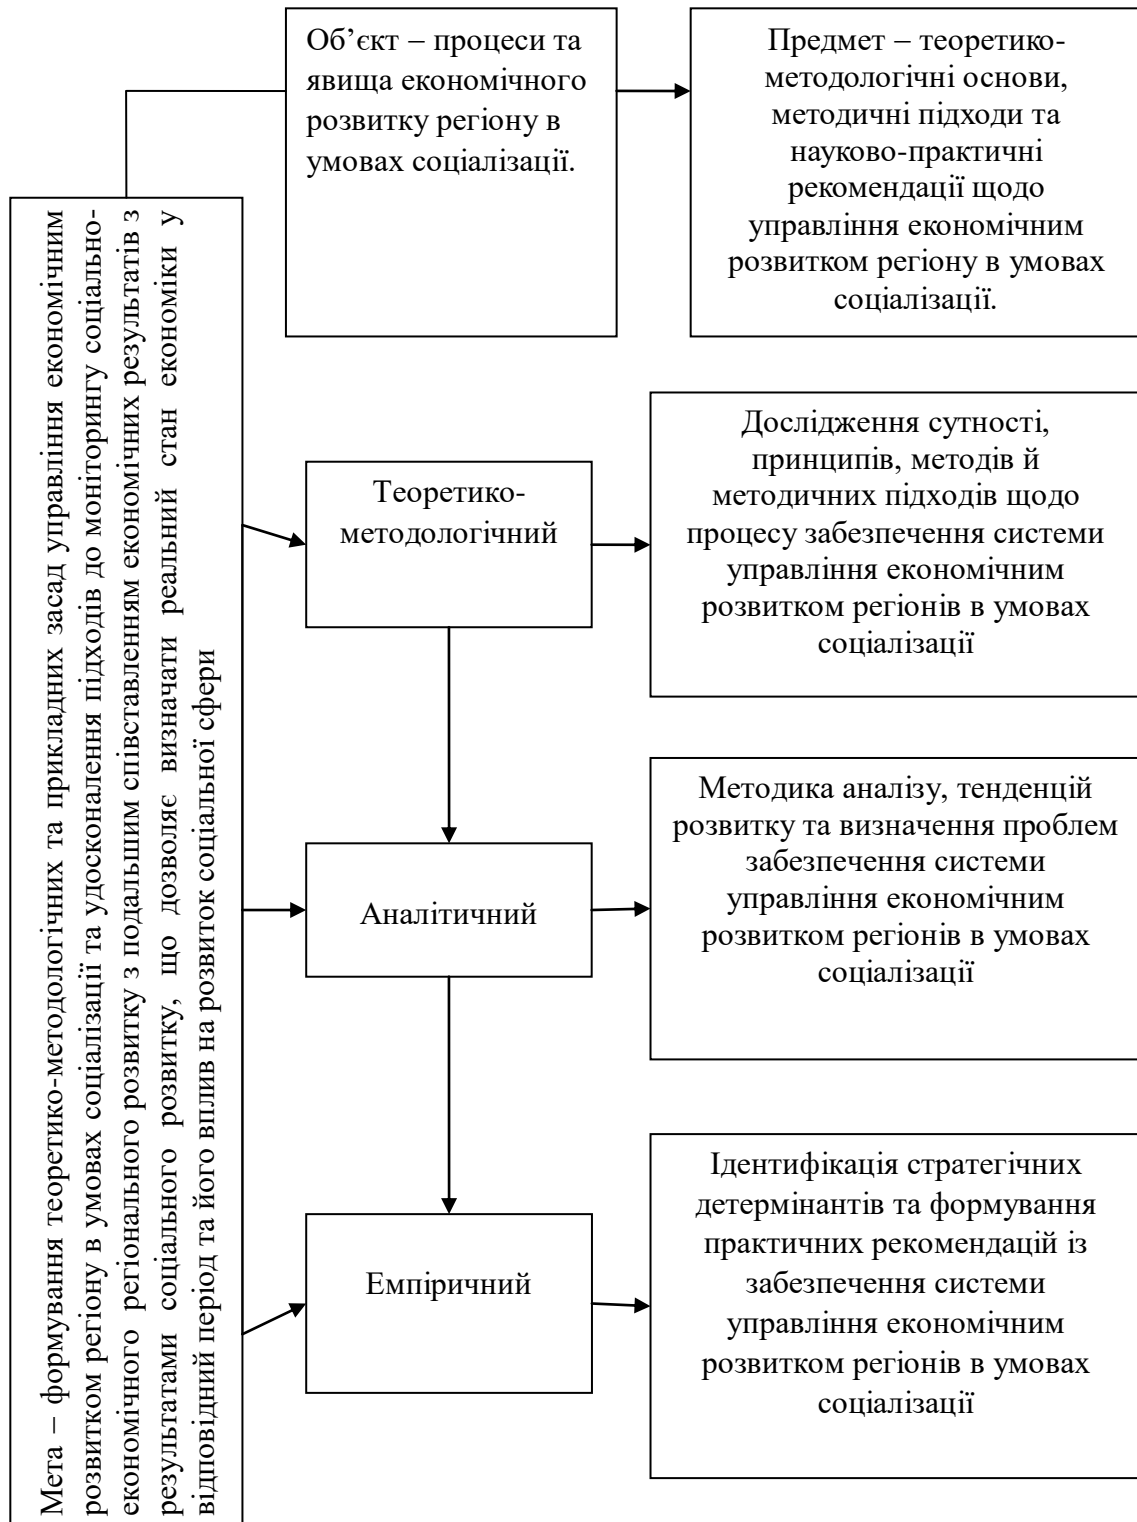 Об’єкт – процеси та
явища економічного
розвитку регіону в
умовах соціалізації.
Предмет – теоретико-
методологічні основи,
методичні підходи та
науково-практичні
рекомендації щодо
управління економічним
розвитком регіону в умовах
соціалізації.
Мета – формування теоретико-методологічних та прикладних засад управління економічним
розвитком регіону в умовах соціалізації та удосконалення підходів до моніторингу соціально-
економічного регіонального розвитку з подальшим співставленням економічних результатів з
результатами соціального розвитку, що дозволяє визначати реальний стан економіки у
відповідний період та його вплив на розвиток соціальної сфери
Теоретико-
методологічний
Дослідження сутності,
принципів, методів й
методичних підходів щодо
процесу забезпечення системи
управління економічним
розвитком регіонів в умовах
соціалізації
Аналітичний
Методика аналізу, тенденцій
розвитку та визначення проблем
забезпечення системи
управління економічним
розвитком регіонів в умовах
соціалізації
Емпіричний
Ідентифікація стратегічних
детермінантів та формування
практичних рекомендацій із
забезпечення системи
управління економічним
розвитком регіонів в умовах
соціалізації